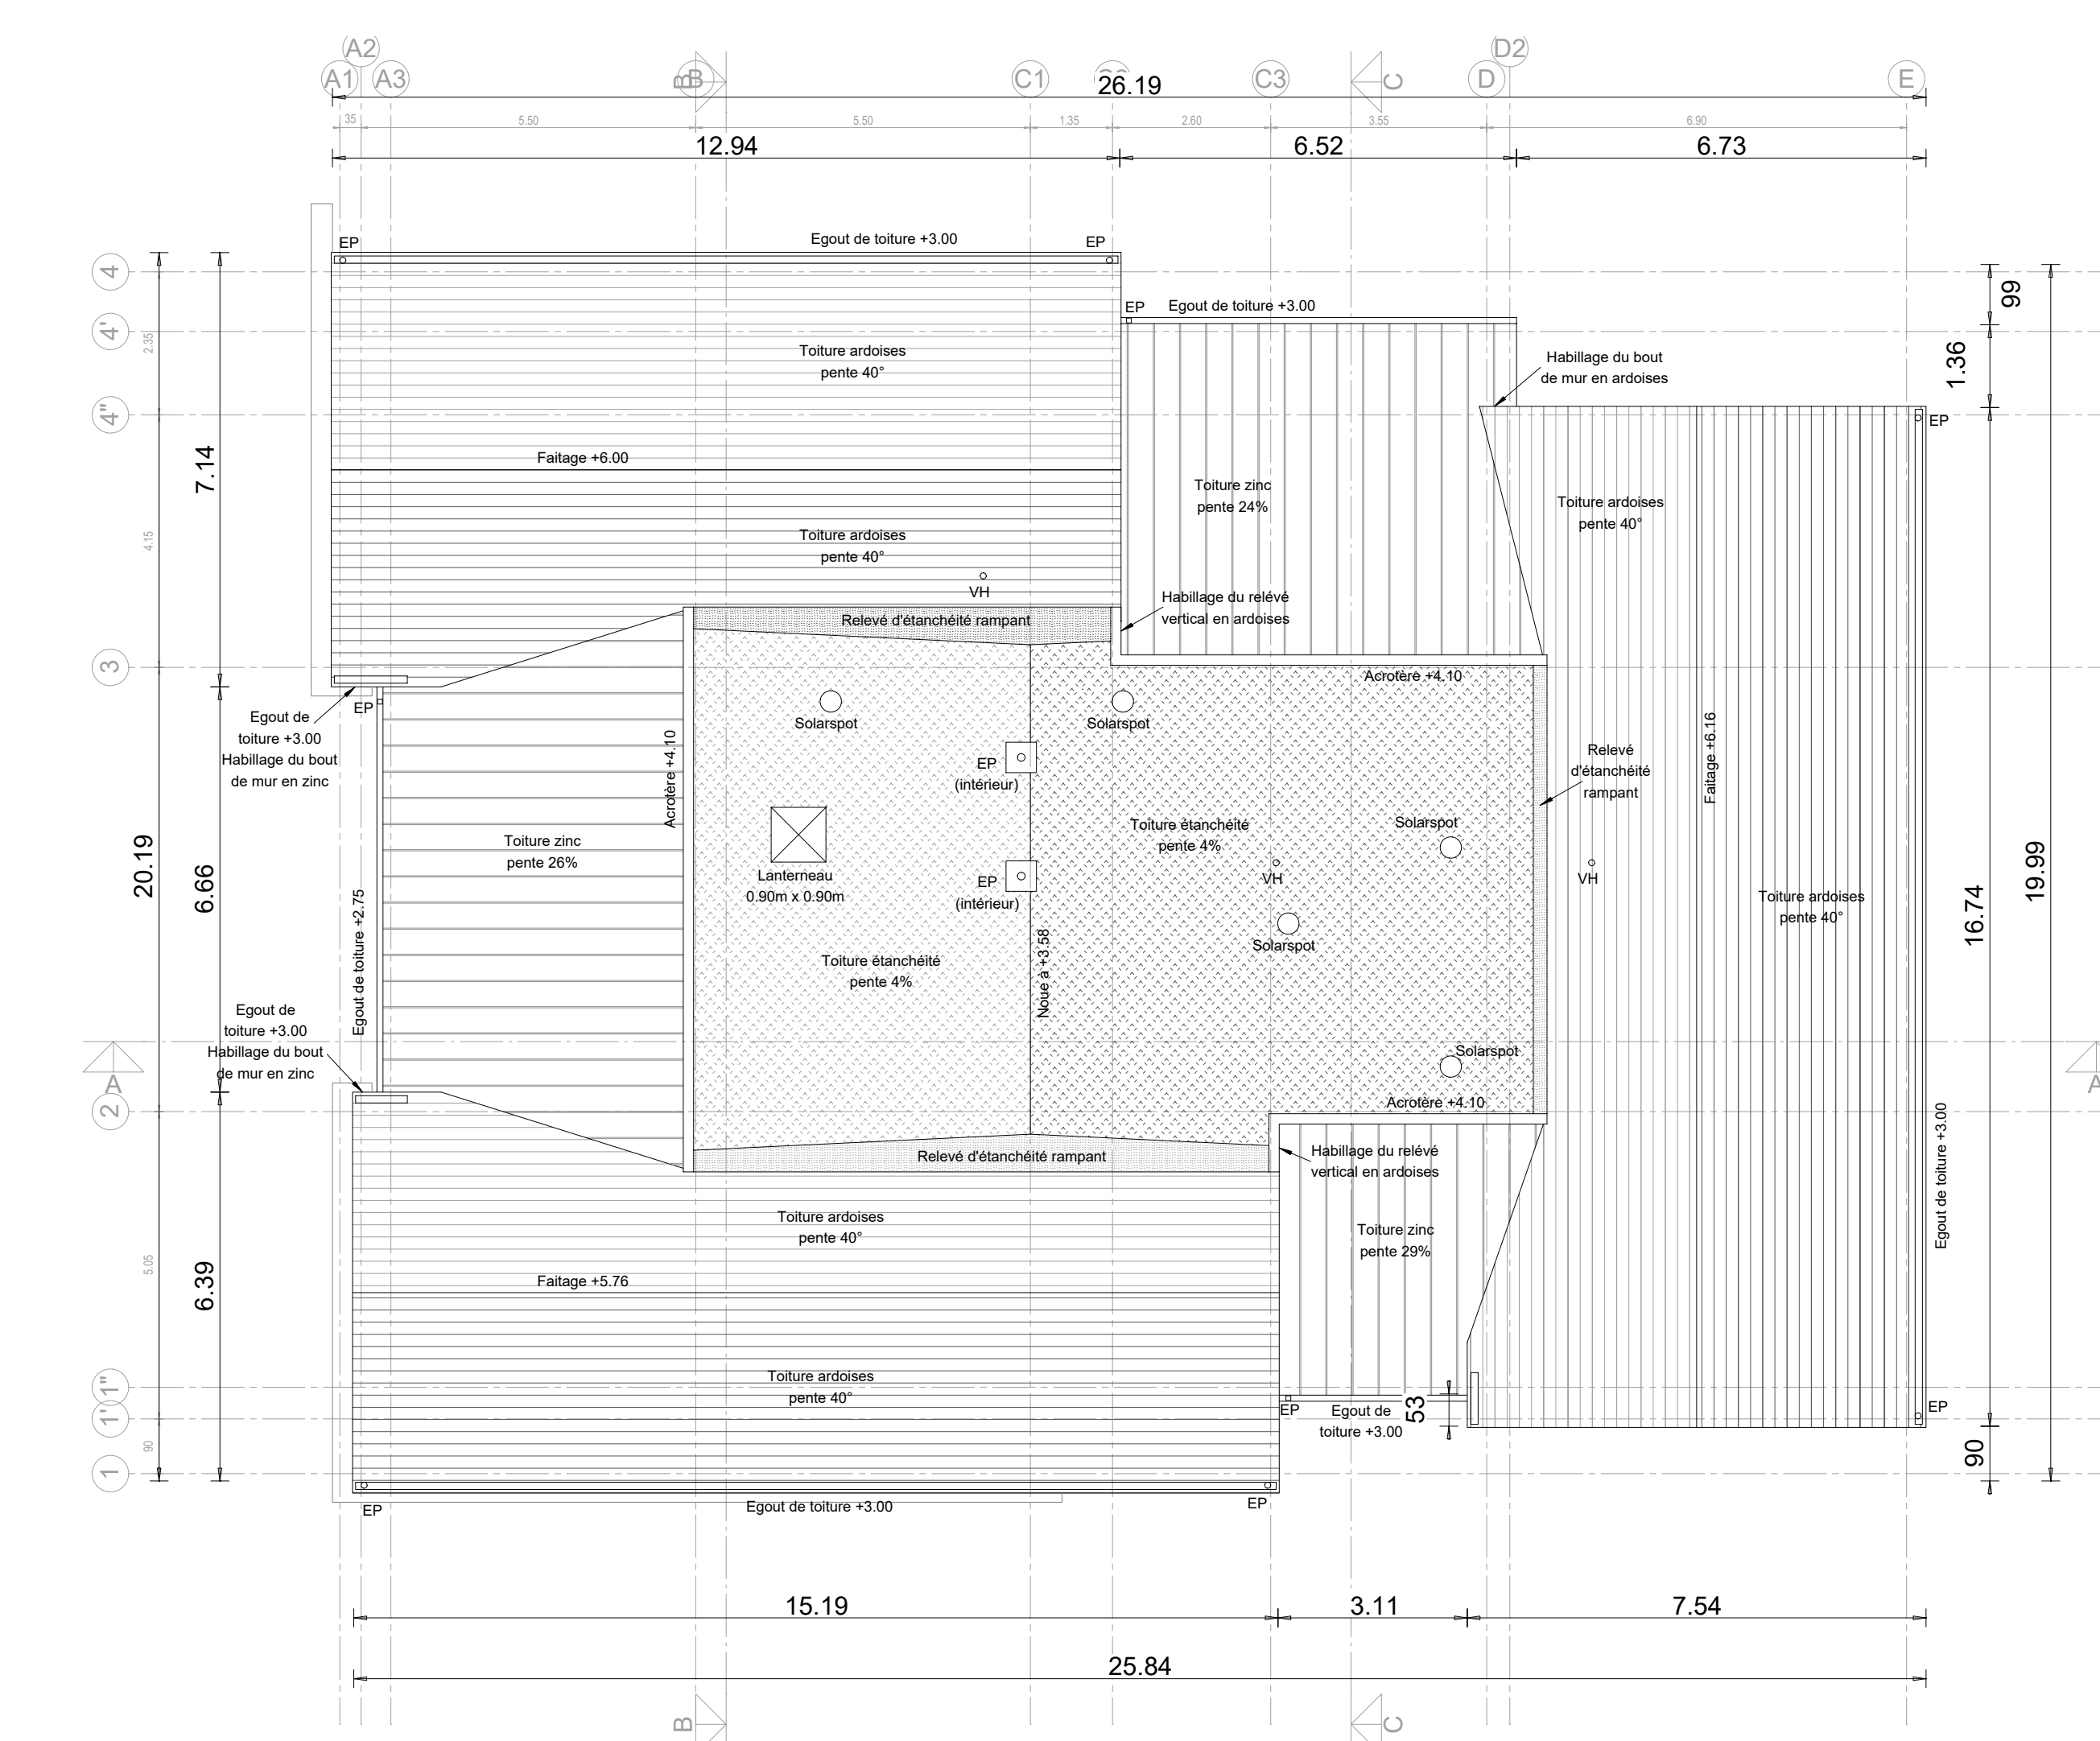 A2
D2
A1
A3
B
B
C1
C3
C
D
E
26.19
35
5.50
5.50
1.35
2.60
3.55
6.90
12.94
6.52
6.73
EP
Egout de toiture +3.00
EP
4
EP
Egout de toiture +3.00
99
4'
2.35
Toiture ardoises
pente 40°
Habillage du bout
de mur en ardoises
1.36
4"
EP
Faitage +6.00
7.14
Toiture zinc
pente 24%
Toiture ardoises
pente 40°
4.15
Toiture ardoises
pente 40°
VH
Habillage du relévé
vertical en ardoises
Relevé d'étanchéité rampant
3
Acrotère +4.10
EP
Egout de
toiture +3.00
Habillage du bout
de mur en zinc
Solarspot
Solarspot
Acrotère +4.10
EP
(intérieur)
Relevé
d'étanchéité
rampant
Faitage +6.16
20.19
6.66
Toiture zinc
pente 26%
Toiture étanchéité
pente 4%
Solarspot
Lanterneau
0.90m x 0.90m
EP
(intérieur)
VH
VH
Toiture ardoises
pente 40°
16.74
19.99
Egout de toiture +2.75
Solarspot
Toiture étanchéité
pente 4%
Noue à +3.58
Egout de
toiture +3.00
Habillage du bout
de mur en zinc
Solarspot
A
A
2
Acrotère +4.10
Relevé d'étanchéité rampant
Habillage du relévé
vertical en ardoises
Egout de toiture +3.00
Toiture ardoises
pente 40°
Toiture zinc
pente 29%
5.05
6.39
Faitage +5.76
Toiture ardoises
pente 40°
1"
1'
EP
Egout de
toiture +3.00
53
EP
90
90
1
EP
Egout de toiture +3.00
EP
15.19
3.11
7.54
25.84
B
C